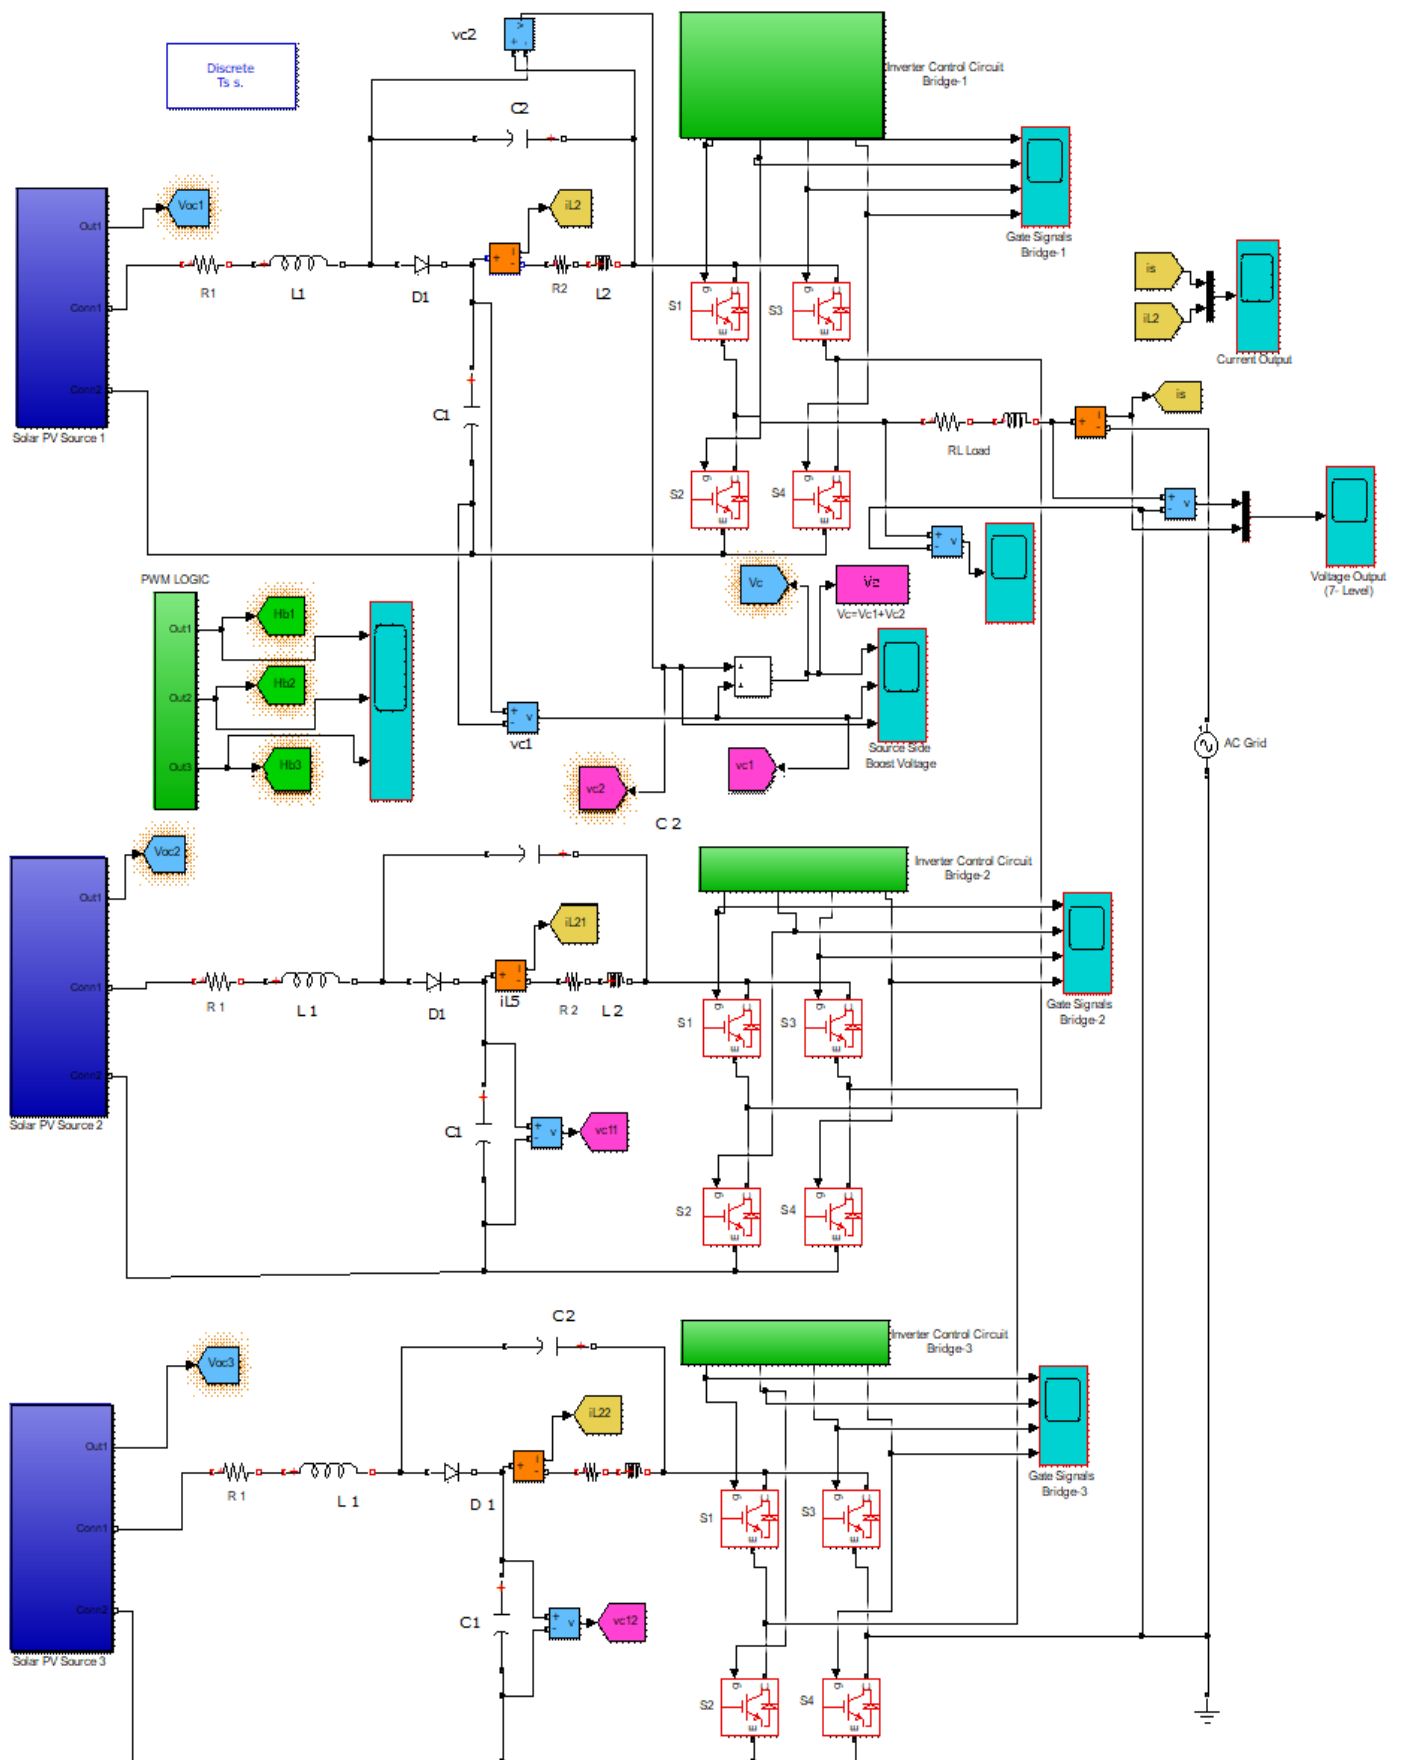 vc2
Discrete
Ts s.
C2
Inverter Control Circuit
Bridge-1
Voc1
iL2
Out1
Gate Signals
Bridge-1
R1
L1
D1
R2
L2
S1
S3
Conn1
is
iL2
Current Output
Conn2
C1
is
Solar PV Source 1
RL Load
S2
S4
PWM LOGIC
Vc
Vc=Vc1+Vc2
Voltage Output
(7- Level)
Hb1
Out1
Hb2
Out2
vc1
Source Side
Boost Voltage
AC Grid
Hb3
Out3
vc2
vc1
C 2
Voc2
Inverter Control Circuit
Bridge-2
Out1
iL21
Conn1
R 1
L 1
D1
iL5
R 2
L 2
S1
S3
Gate Signals
Bridge-2
Conn2
Solar PV Source 2
C1
vc11
S2
S4
C 2
Inverter Control Circuit
Bridge-3
Voc3
iL22
Out1
R 1
L 1
D 1
S1
S3
Gate Signals
Bridge-3
Conn1
Conn2
C1
vc12
Solar PV Source 3
S2
S4